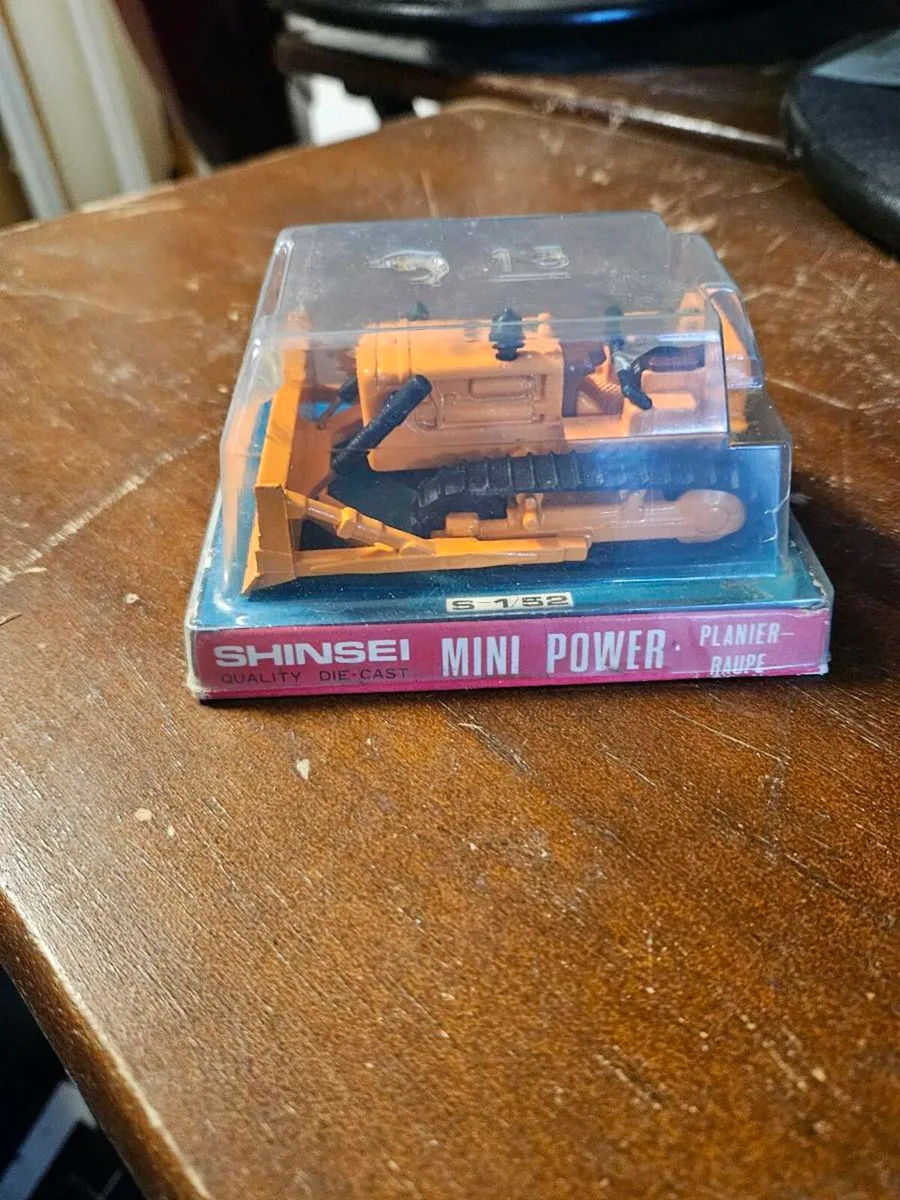 S-1/52
SHINSEI MINI POWER PLANIER-
QUALITY DIE-CAST RAUPE